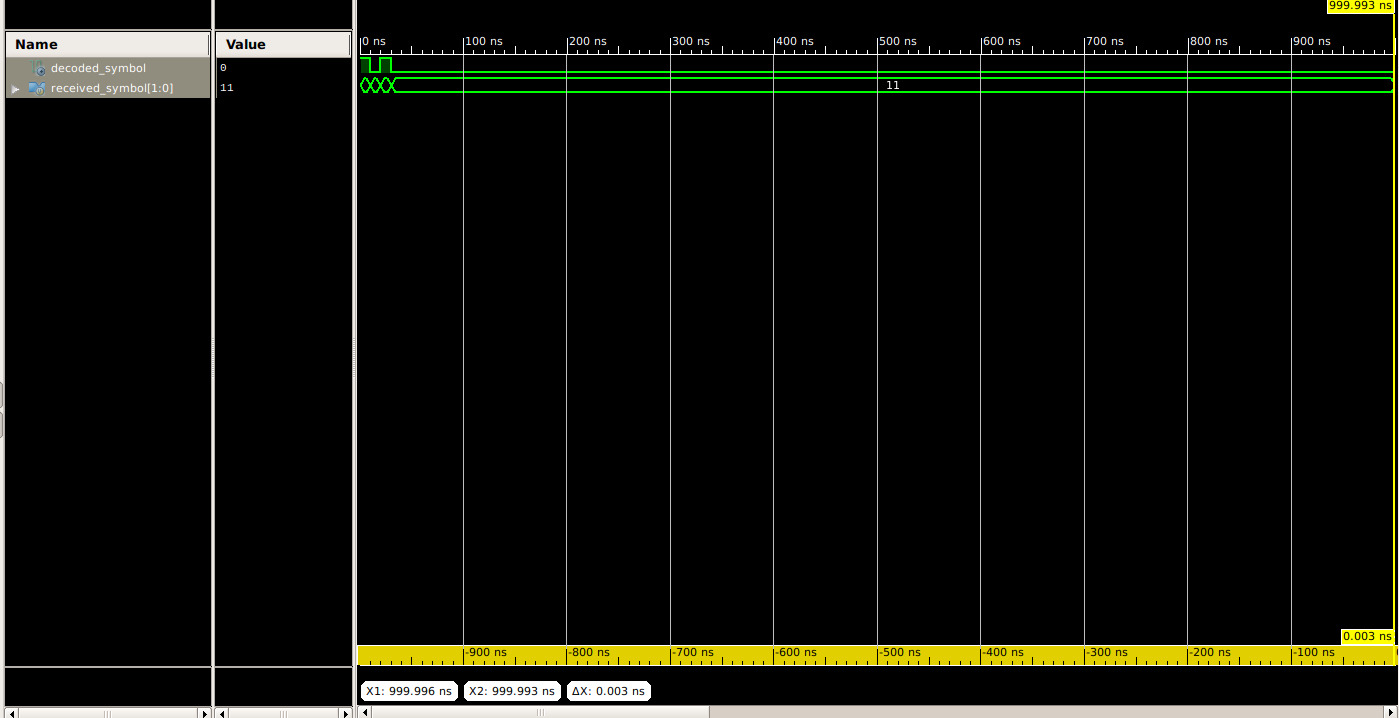 999.993 ns
Name Value 0 ns 100 ns 200 ns 300 ns 400 ns 500 ns 600 ns 700 ns 800 ns 900 ns
decoded_symbol 0
received_symbol[1:0] 11 11
0.003 ns
-900 ns -800 ns -700 ns -600 ns -500 ns -400 ns -300 ns -200 ns -100 ns
X1: 999.996 ns X2: 999.993 ns ΔX: 0.003 ns